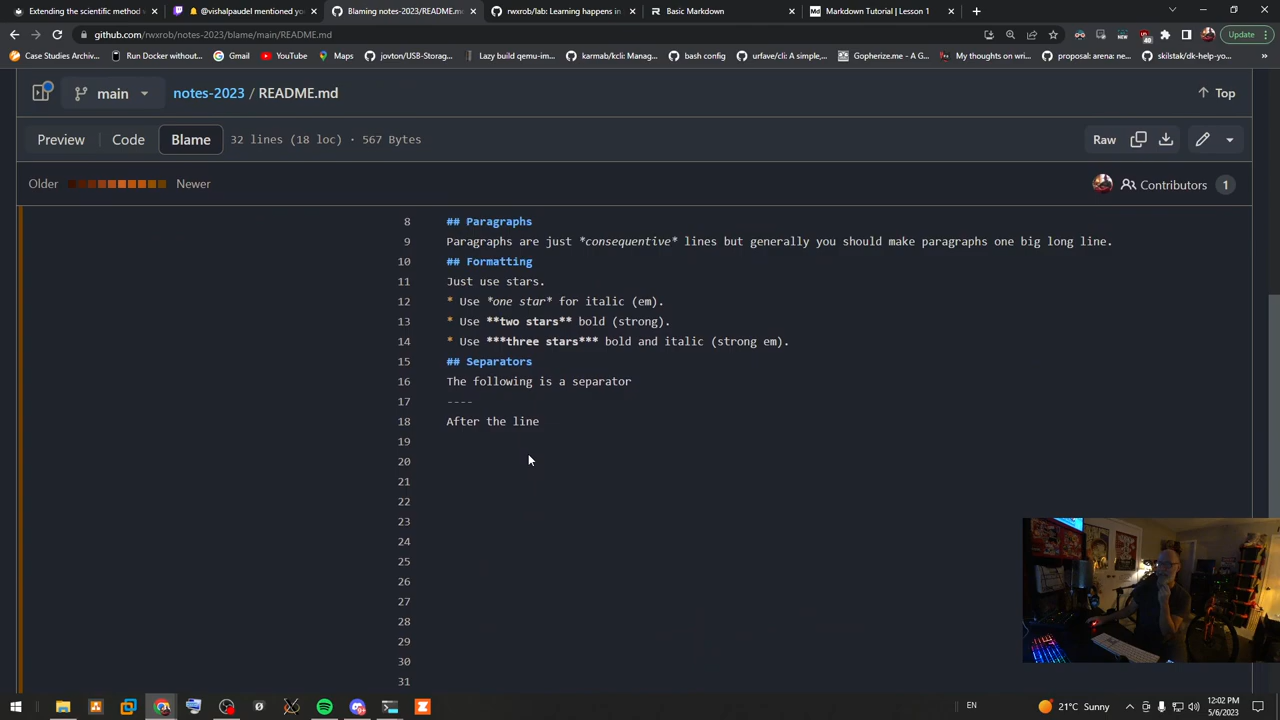 Extending the scientific method
@vishalpaudel mentioned yo
Blaming notes-2023/README.m
rwxrob/lab: Learning happens in
Basic Markdown
Markdown Tutorial | Lesson 1
github.com/rwxrob/notes-2023/blame/main/README.md
Update
Case Studies Archiv...
Run Docker without...
Gmail
YouTube
Maps
jovton/USB-Storag...
Lazy build qemu-im...
karmab/kcli: Manag...
bash config
urfave/cli: A simple,...
Gopherize.me - A G...
My thoughts on wri...
proposal: arena: ne...
skilstak/dk-help-yo...
main
notes-2023 / README.md
Top
Preview
Code
Blame
32 lines (18 loc) · 567 Bytes
Raw
Older
Newer
Contributors 1
8 ## Paragraphs
9 Paragraphs are just *consequentive* lines but generally you should make paragraphs one big long line.
10 ## Formatting
11 Just use stars.
12 * Use *one star* for italic (em).
13 * Use **two stars** bold (strong).
14 * Use ***three stars*** bold and italic (strong em).
15 ## Separators
16 The following is a separator
17 ----
18 After the line
19
20
21
22
23
24
25
26
27
28
29
30
31
21°C Sunny
EN
12:02 PM
5/6/2023